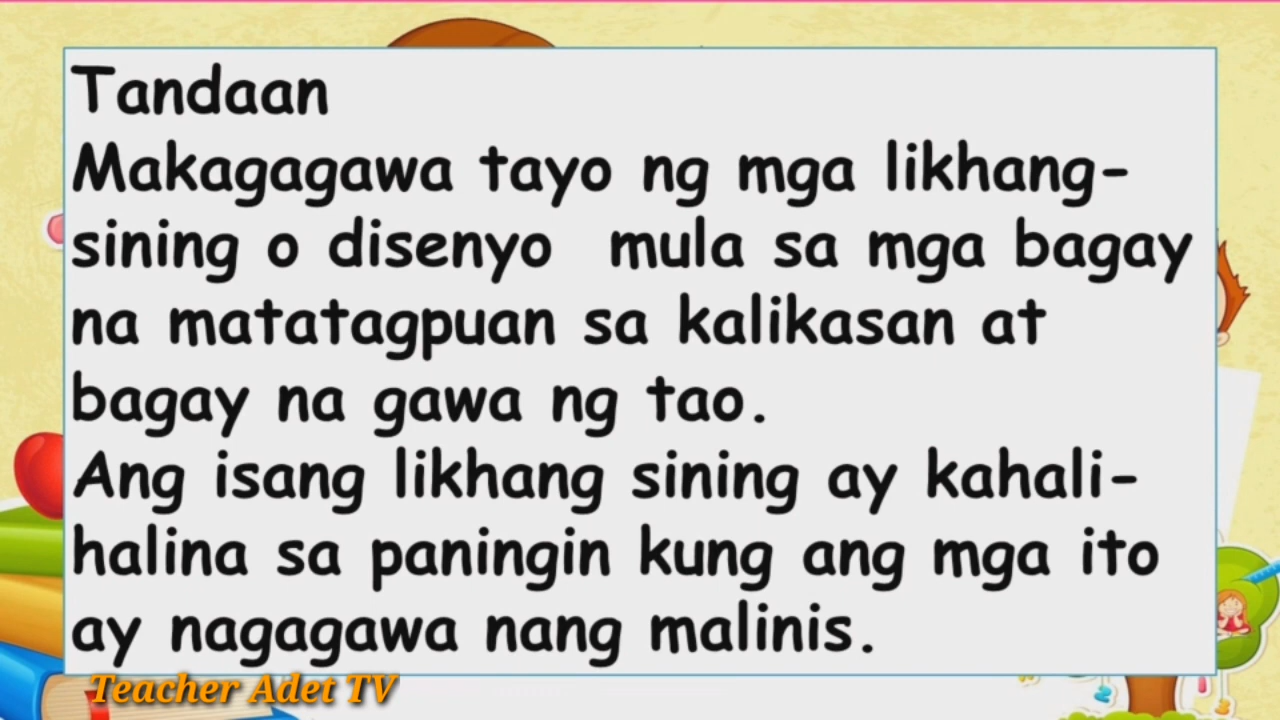 Tandaan
Makagagawa tayo ng mga likhang-
sining o disenyo mula sa mga bagay
na matatagpuan sa kalikasan at
bagay na gawa ng tao.
Ang isang likhang sining ay kahali-
halina sa paningin kung ang mga ito
ay nagagawa nang malinis.
Teacher Adet TV